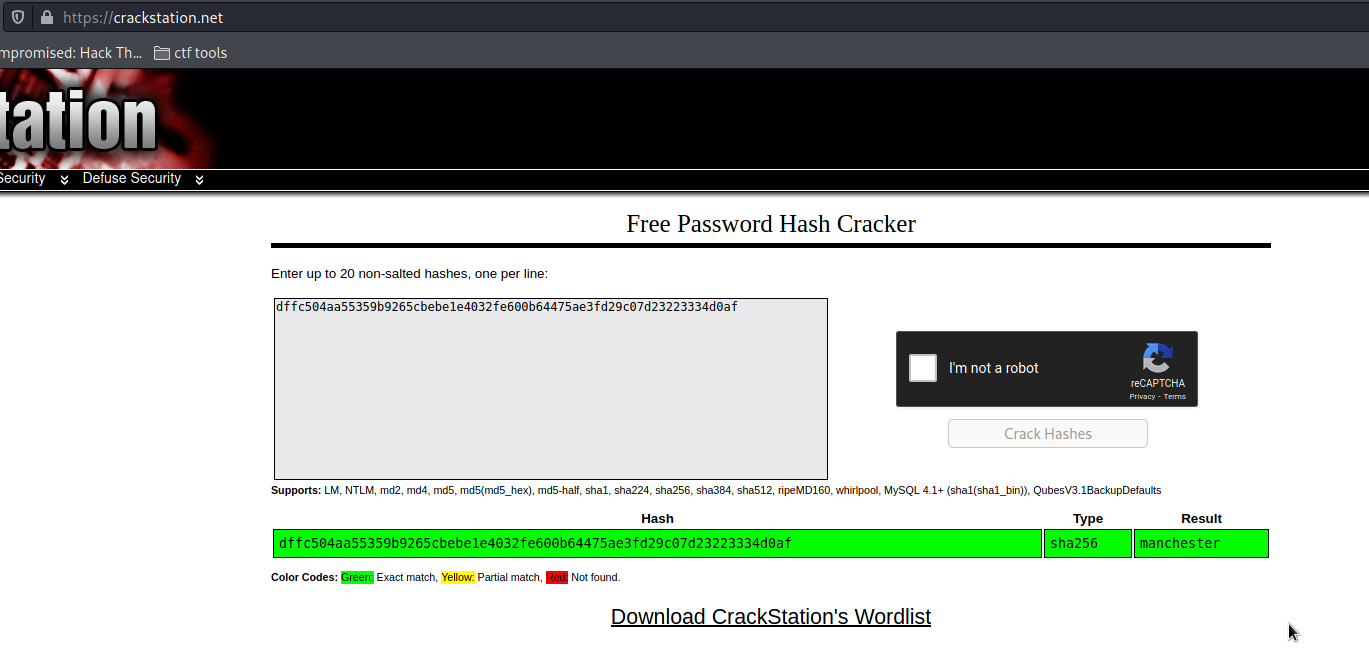 https://crackstation.net
mpromised: Hack Th... ctf tools
tation
Security Defuse Security
Free Password Hash Cracker
Enter up to 20 non-salted hashes, one per line:
dffc504aa55359b9265cbebe1e4032fe600b64475ae3fd29c07d23223334d0af
I'm not a robot
reCAPTCHA
Privacy - Terms
Crack Hashes
Supports: LM, NTLM, md2, md4, md5, md5(md5_hex), md5-half, sha1, sha224, sha256, sha384, sha512, ripeMD160, whirlpool, MySQL 4.1+ (sha1(sha1_bin)), QubesV3.1BackupDefaults
Hash Type Result
dffc504aa55359b9265cbebe1e4032fe600b64475ae3fd29c07d23223334d0af sha256 manchester
Color Codes: Green: Exact match, Yellow: Partial match, Red: Not found.
Download CrackStation's Wordlist